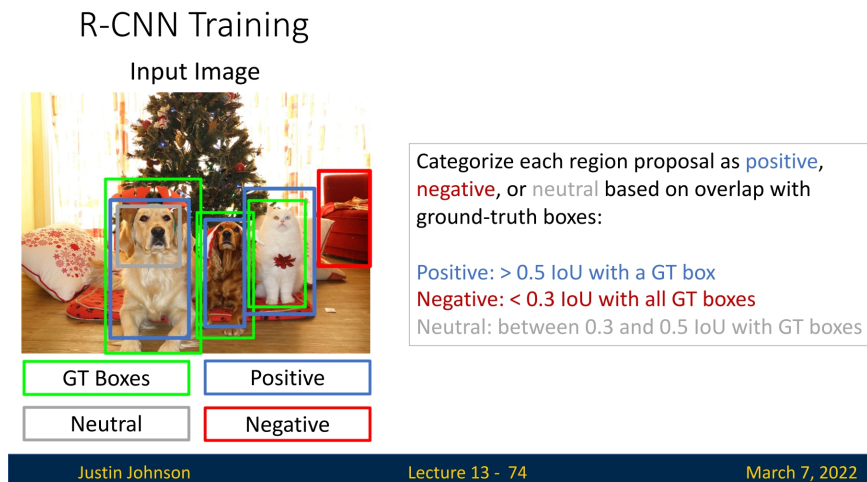 R-CNN Training
Input Image
Categorize each region proposal as positive,
negative, or neutral based on overlap with
ground-truth boxes:
Positive: > 0.5 IoU with a GT box
Negative: < 0.3 IoU with all GT boxes
Neutral: between 0.3 and 0.5 IoU with GT boxes
GT Boxes
Positive
Neutral
Negative
Justin Johnson
Lecture 13 - 74
March 7, 2022